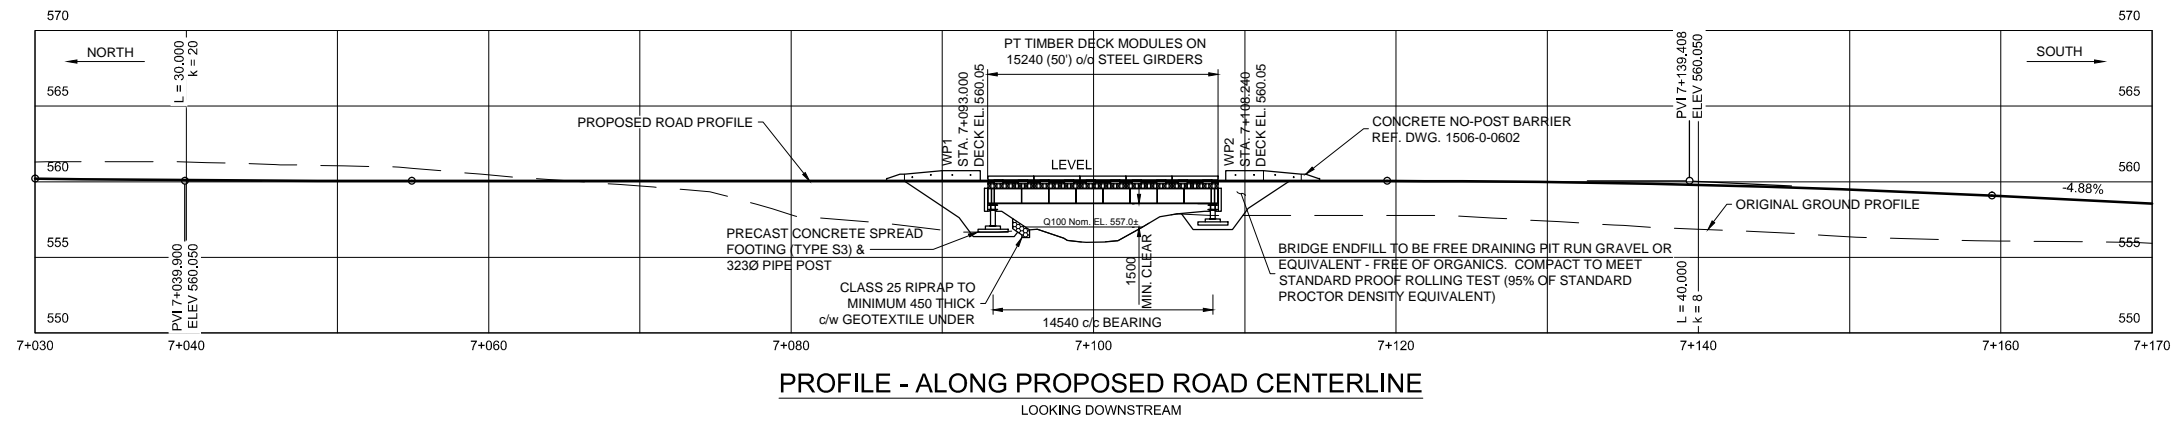 570
570
NORTH
L = 30.000
k = 20
PT TIMBER DECK MODULES ON
15240 (50') o/o STEEL GIRDERS
PVI 7+139.408
ELEV 560.050
SOUTH
565
565
PROPOSED ROAD PROFILE
WP1
STA. 7+093.000
DECK EL. 560.05
WP2
STA. 7+108.240
DECK EL. 560.05
CONCRETE NO-POST BARRIER
REF. DWG. 1506-0-0602
560
560
LEVEL
-4.88%
ORIGINAL GROUND PROFILE
Q100 Nom. EL. 557.0±
PRECAST CONCRETE SPREAD
FOOTING (TYPE S3) &
323Ø PIPE POST
555
555
BRIDGE ENDFILL TO BE FREE DRAINING PIT RUN GRAVEL OR
EQUIVALENT - FREE OF ORGANICS. COMPACT TO MEET
STANDARD PROOF ROLLING TEST (95% OF STANDARD
PROCTOR DENSITY EQUIVALENT)
1500
MIN. CLEAR
CLASS 25 RIPRAP TO
MINIMUM 450 THICK
c/w GEOTEXTILE UNDER
14540 c/c BEARING
PVI 7+039.900
ELEV 560.050
L = 40.000
k = 8
550
550
7+030
7+040
7+060
7+080
7+100
7+120
7+140
7+160
7+170
PROFILE - ALONG PROPOSED ROAD CENTERLINE
LOOKING DOWNSTREAM